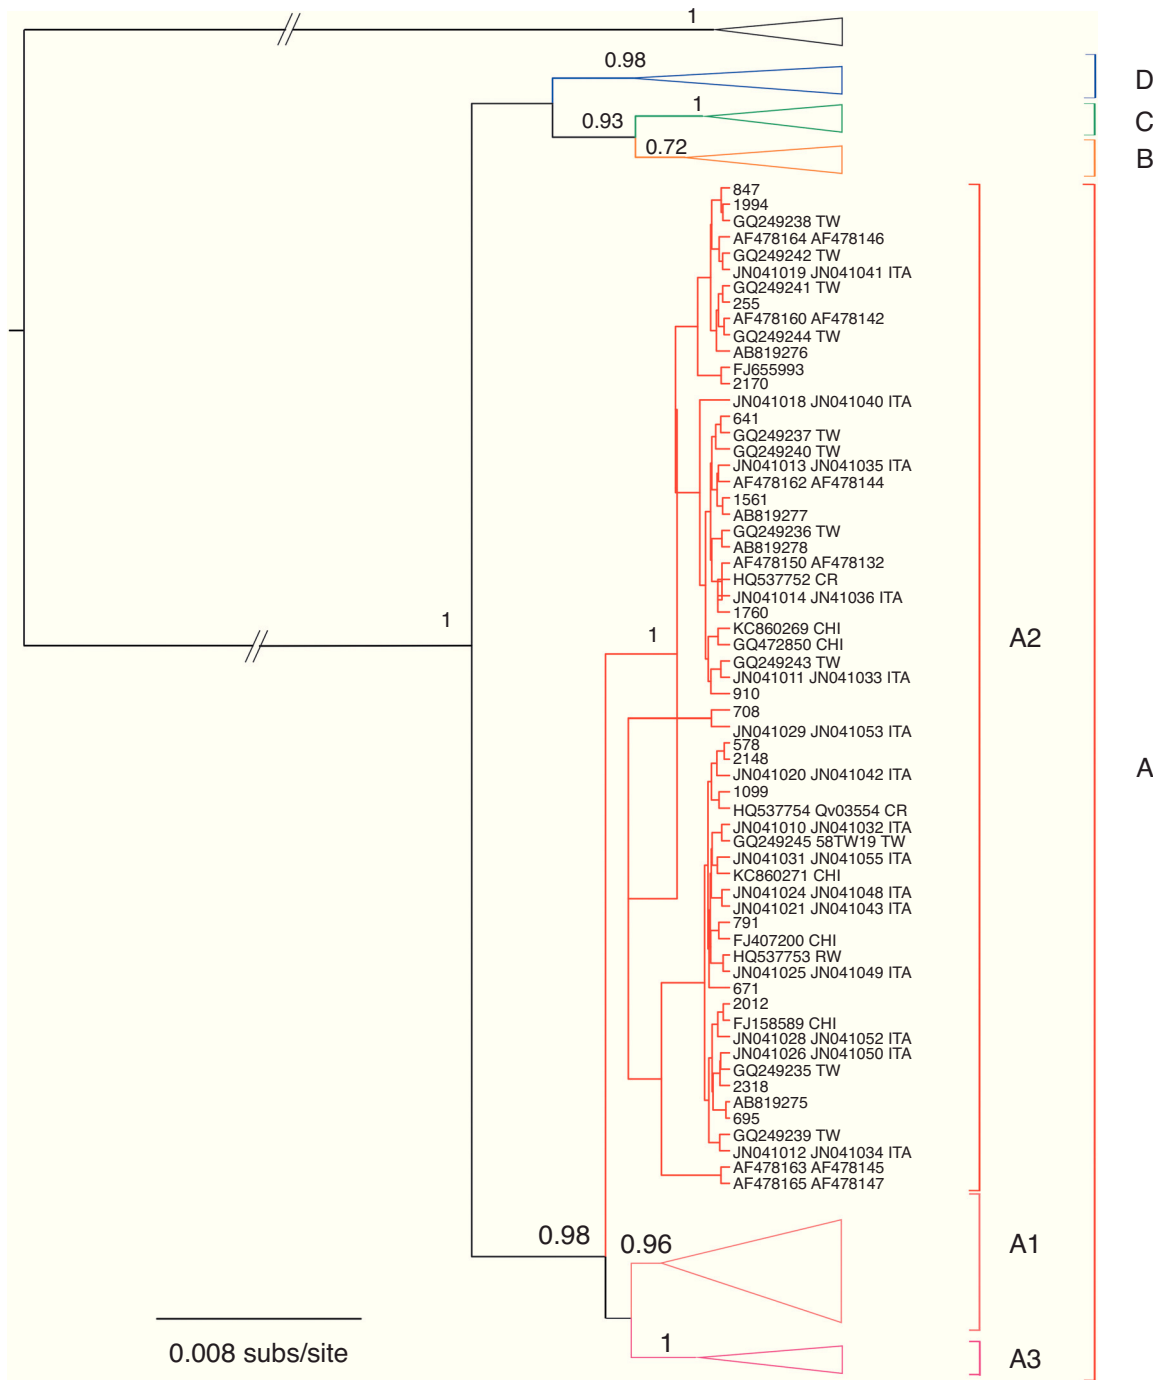 1
0.98
D
1
C
0.93
0.72
B
847
1994
GQ249238 TW
AF478164 AF478146
GQ249242 TW
JN041019 JN041041 ITA
GQ249241 TW
255
AF478160 AF478142
GQ249244 TW
AB819276
FJ655993
2170
JN041018 JN041040 ITA
641
GQ249237 TW
GQ249240 TW
JN041013 JN041035 ITA
AF478162 AF478144
1561
AB819277
GQ249236 TW
AB819278
AF478150 AF478132
HQ537752 CR
JN041014 JN41036 ITA
1760
1
KC860269 CHI
1
A2
GQ472850 CHI
GQ249243 TW
JN041011 JN041033 ITA
910
708
JN041029 JN041053 ITA
578
2148
A
JN041020 JN041042 ITA
1099
HQ537754 Qv03554 CR
JN041010 JN041032 ITA
GQ249245 58TW19 TW
JN041031 JN041055 ITA
KC860271 CHI
JN041024 JN041048 ITA
JN041021 JN041043 ITA
791
FJ407200 CHI
HQ537753 RW
JN041025 JN041049 ITA
671
2012
FJ158589 CHI
JN041028 JN041052 ITA
JN041026 JN041050 ITA
GQ249235 TW
2318
AB819275
695
GQ249239 TW
JN041012 JN041034 ITA
AF478163 AF478145
AF478165 AF478147
0.98
0.96
A1
1
A3
0.008 subs/site